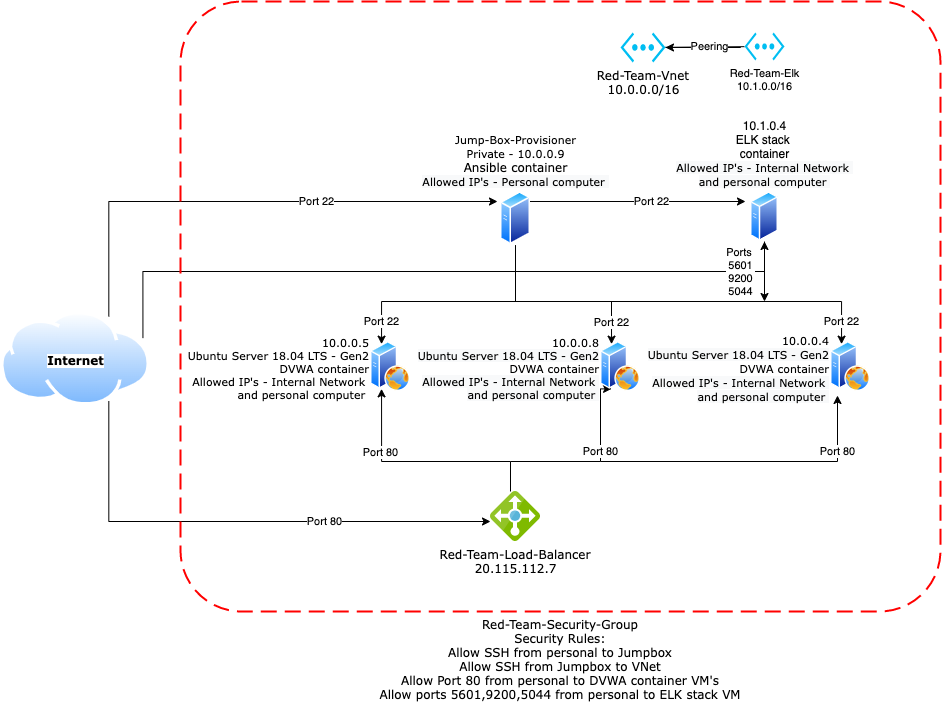 Peering
Red-Team-Vnet
10.0.0.0/16
Red-Team-Elk
10.1.0.0/16
Jump-Box-Provisioner
Private - 10.0.0.9
Ansible container
Allowed IP's - Personal computer
10.1.0.4
ELK stack
container
Allowed IP's - Internal Network
and personal computer
Port 22
Port 22
Ports
5601
9200
5044
Internet
Port 22
Port 22
Port 22
10.0.0.5
Ubuntu Server 18.04 LTS - Gen2
DVWA container
Allowed IP's - Internal Network
and personal computer
10.0.0.8
Ubuntu Server 18.04 LTS - Gen2
DVWA container
Allowed IP's - Internal Network
and personal computer
10.0.0.4
Ubuntu Server 18.04 LTS - Gen2
DVWA container
Allowed IP's - Internal Network
and personal computer
Port 80
Port 80
Port 80
Port 80
Red-Team-Load-Balancer
20.115.112.7
Red-Team-Security-Group
Security Rules:
Allow SSH from personal to Jumpbox
Allow SSH from Jumpbox to VNet
Allow Port 80 from personal to DVWA container VM's
Allow ports 5601,9200,5044 from personal to ELK stack VM